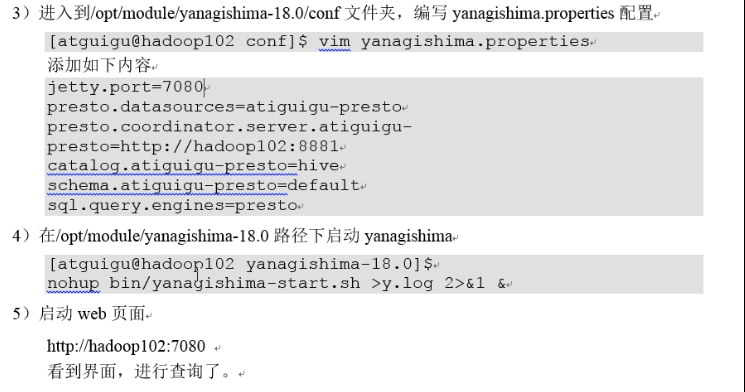 3）进入到/opt/module/yanagishima-18.0/conf 文件夹，编写 yanagishima.properties 配置
[atguigu@hadoop102 conf]$ vim yanagishima.properties
添加如下内容
jetty.port=7080
presto.datasources=atiguigu-presto
presto.coordinator.server.atiguigu-
presto=http://hadoop102:8881
catalog.atiguigu-presto=hive
schema.atiguigu-presto=default
sql.query.engines=presto
4）在/opt/module/yanagishima-18.0 路径下启动 yanagishima
[atguigu@hadoop102 yanagishima-18.0]$
nohup bin/yanagishima-start.sh >y.log 2>&1 &
5）启动 web 页面
http://hadoop102:7080
看到界面，进行查询了。